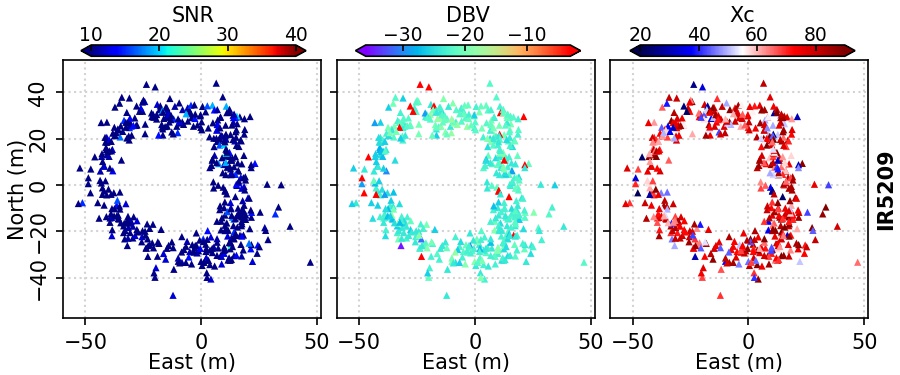 SNR DBV Xc
10 20 30 40 −30 −20 −10 20 40 60 80
North (m)
40
20
0
−20
−40
IR5209
−50 0 50 −50 0 50 −50 0 50
East (m) East (m) East (m)